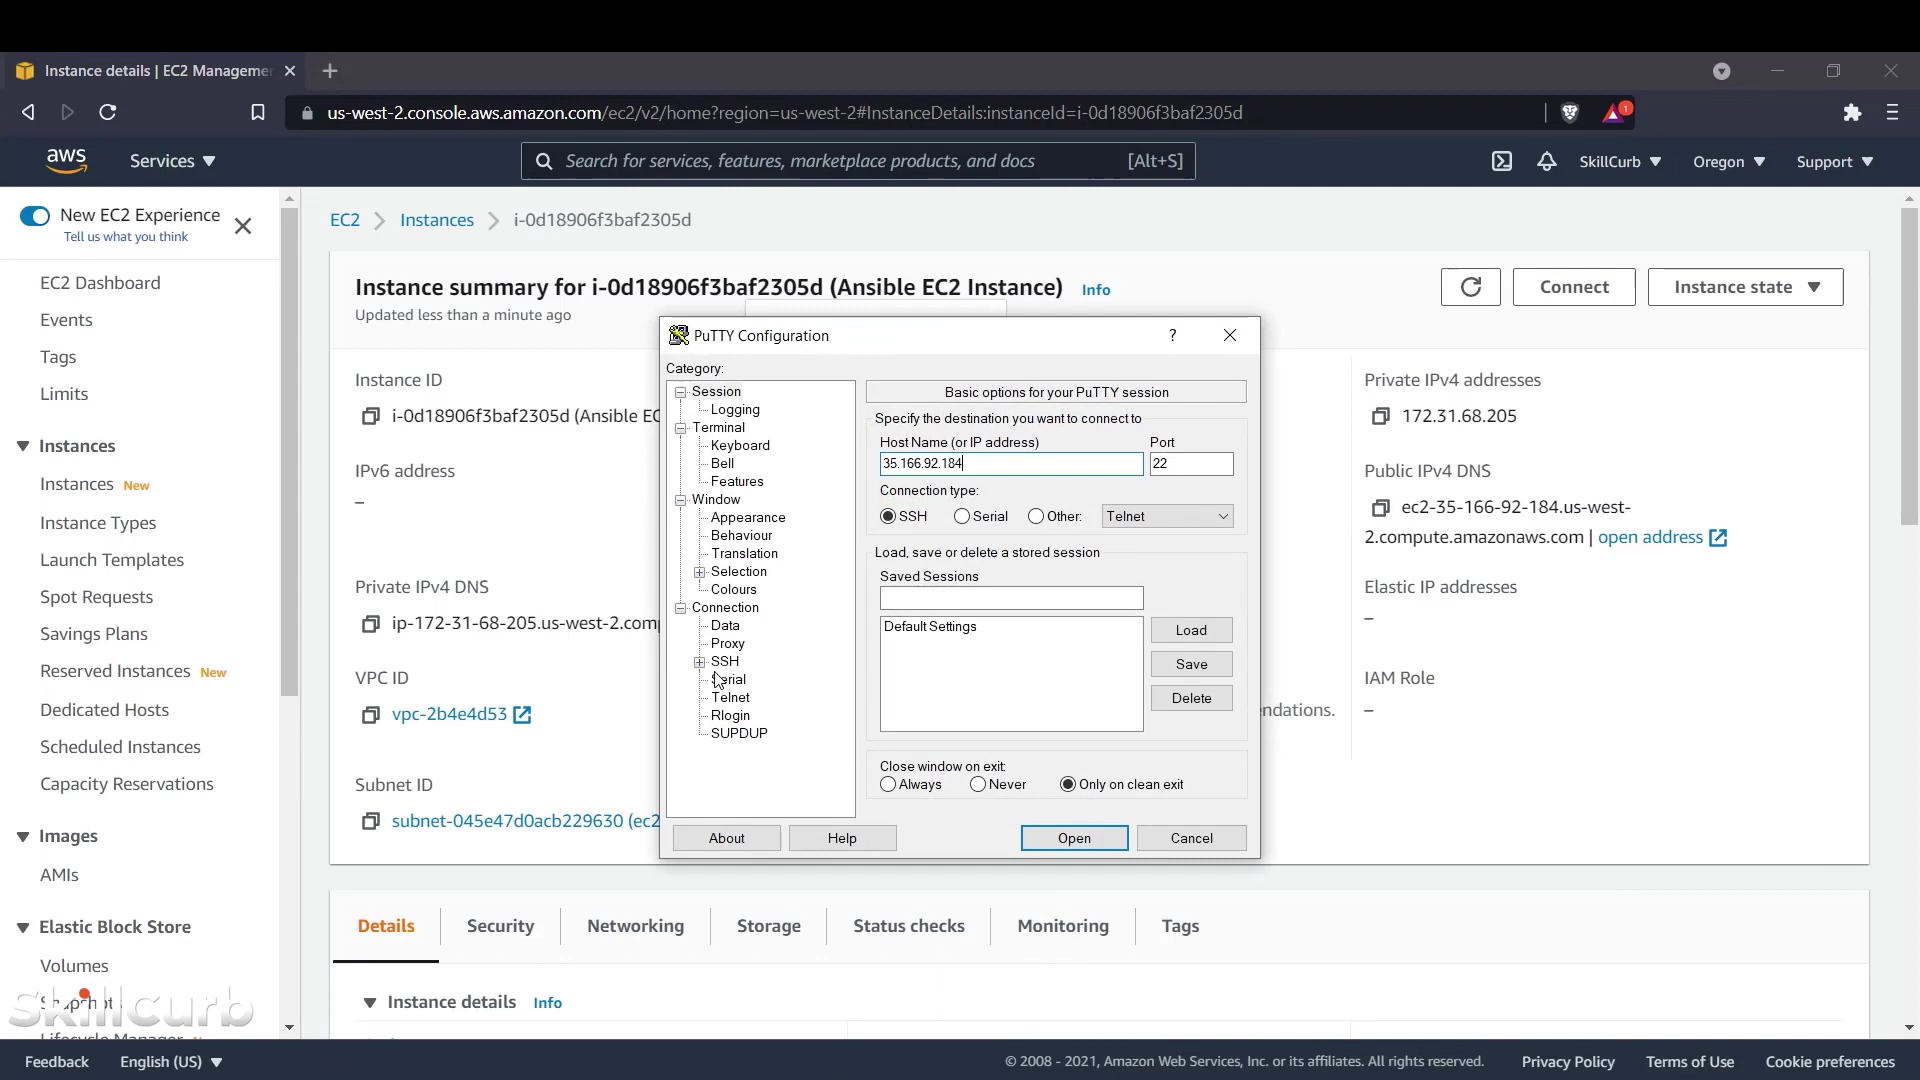 Instance details | EC2 Manageme
us-west-2.console.aws.amazon.com/ec2/v2/home?region=us-west-2#InstanceDetails:instanceId=i-0d18906f3baf2305d
1
aws
Services
Search for services, features, marketplace products, and docs
[Alt+S]
SkillCurb
Oregon
Support
New EC2 Experience
Tell us what you think
EC2 Dashboard
Events
Tags
Limits
Instances
Instances New
Instance Types
Launch Templates
Spot Requests
Savings Plans
Reserved Instances New
Dedicated Hosts
Scheduled Instances
Capacity Reservations
Images
AMIs
Elastic Block Store
Volumes
Snapshots
Lifecycle Manager
Skillcurb
EC2
Instances
i-0d18906f3baf2305d
Instance summary for i-0d18906f3baf2305d (Ansible EC2 Instance) Info
Updated less than a minute ago
Connect
Instance state
Instance ID
i-0d18906f3baf2305d (Ansible EC
IPv6 address
–
Private IPv4 DNS
ip-172-31-68-205.us-west-2.com
VPC ID
vpc-2b4e4d53
Subnet ID
subnet-045e47d0acb229630 (ec2
PuTTY Configuration
?
Category:
Session
Logging
Terminal
Keyboard
Bell
Features
Window
Appearance
Behaviour
Translation
Selection
Colours
Connection
Data
Proxy
SSH
Serial
Telnet
Rlogin
SUPDUP
Basic options for your PuTTY session
Specify the destination you want to connect to
Host Name (or IP address)
Port
35.166.92.184
22
Connection type:
SSH
Serial
Other:
Telnet
Load, save or delete a stored session
Saved Sessions
Default Settings
Load
Save
Delete
Close window on exit:
Always
Never
Only on clean exit
About
Help
Open
Cancel
Private IPv4 addresses
172.31.68.205
Public IPv4 DNS
ec2-35-166-92-184.us-west-
2.compute.amazonaws.com | open address
Elastic IP addresses
–
IAM Role
ndations.
–
Details
Security
Networking
Storage
Status checks
Monitoring
Tags
Instance details Info
Feedback
English (US)
© 2008 - 2021, Amazon Web Services, Inc. or its affiliates. All rights reserved.
Privacy Policy
Terms of Use
Cookie preferences